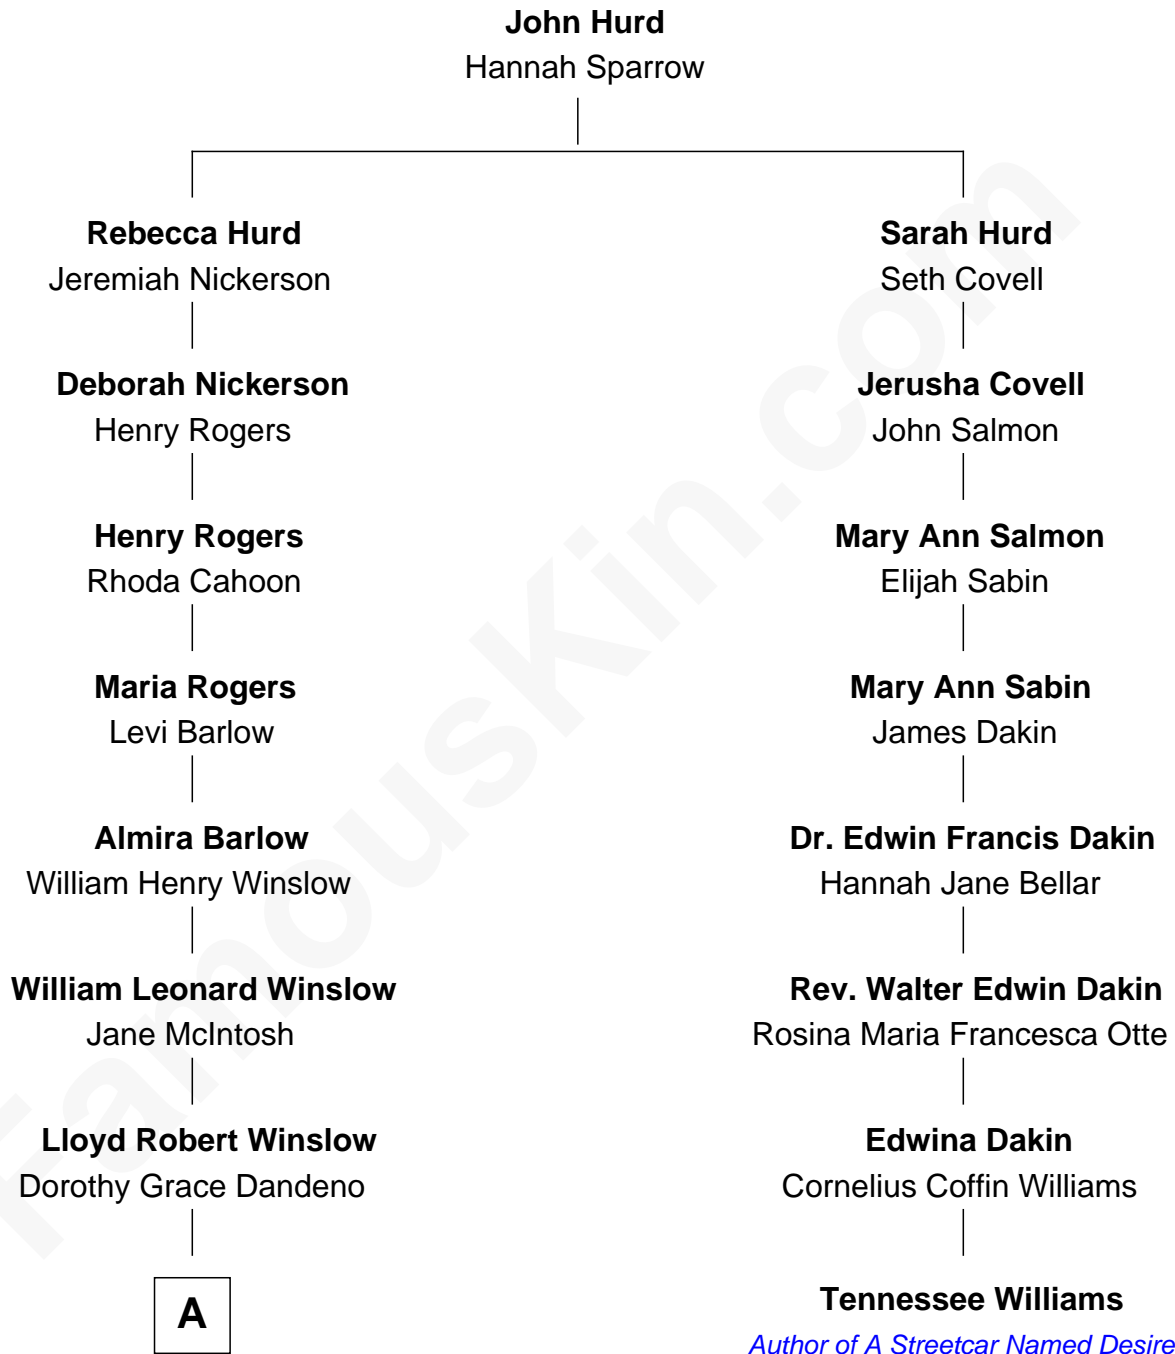 John Hurd
Hannah Sparrow
Rebecca Hurd
Jeremiah Nickerson
Sarah Hurd
Seth Covell
Deborah Nickerson
Henry Rogers
Jerusha Covell
John Salmon
Henry Rogers
Rhoda Cahoon
Mary Ann Salmon
Elijah Sabin
Maria Rogers
Levi Barlow
Mary Ann Sabin
James Dakin
Almira Barlow
William Henry Winslow
Dr. Edwin Francis Dakin
Hannah Jane Bellar
William Leonard Winslow
Jane McIntosh
Rev. Walter Edwin Dakin
Rosina Maria Francesca Otte
Lloyd Robert Winslow
Dorothy Grace Dandeno
Edwina Dakin
Cornelius Coffin Williams
A
Tennessee Williams
Author of A Streetcar Named Desire
FamousKin.com